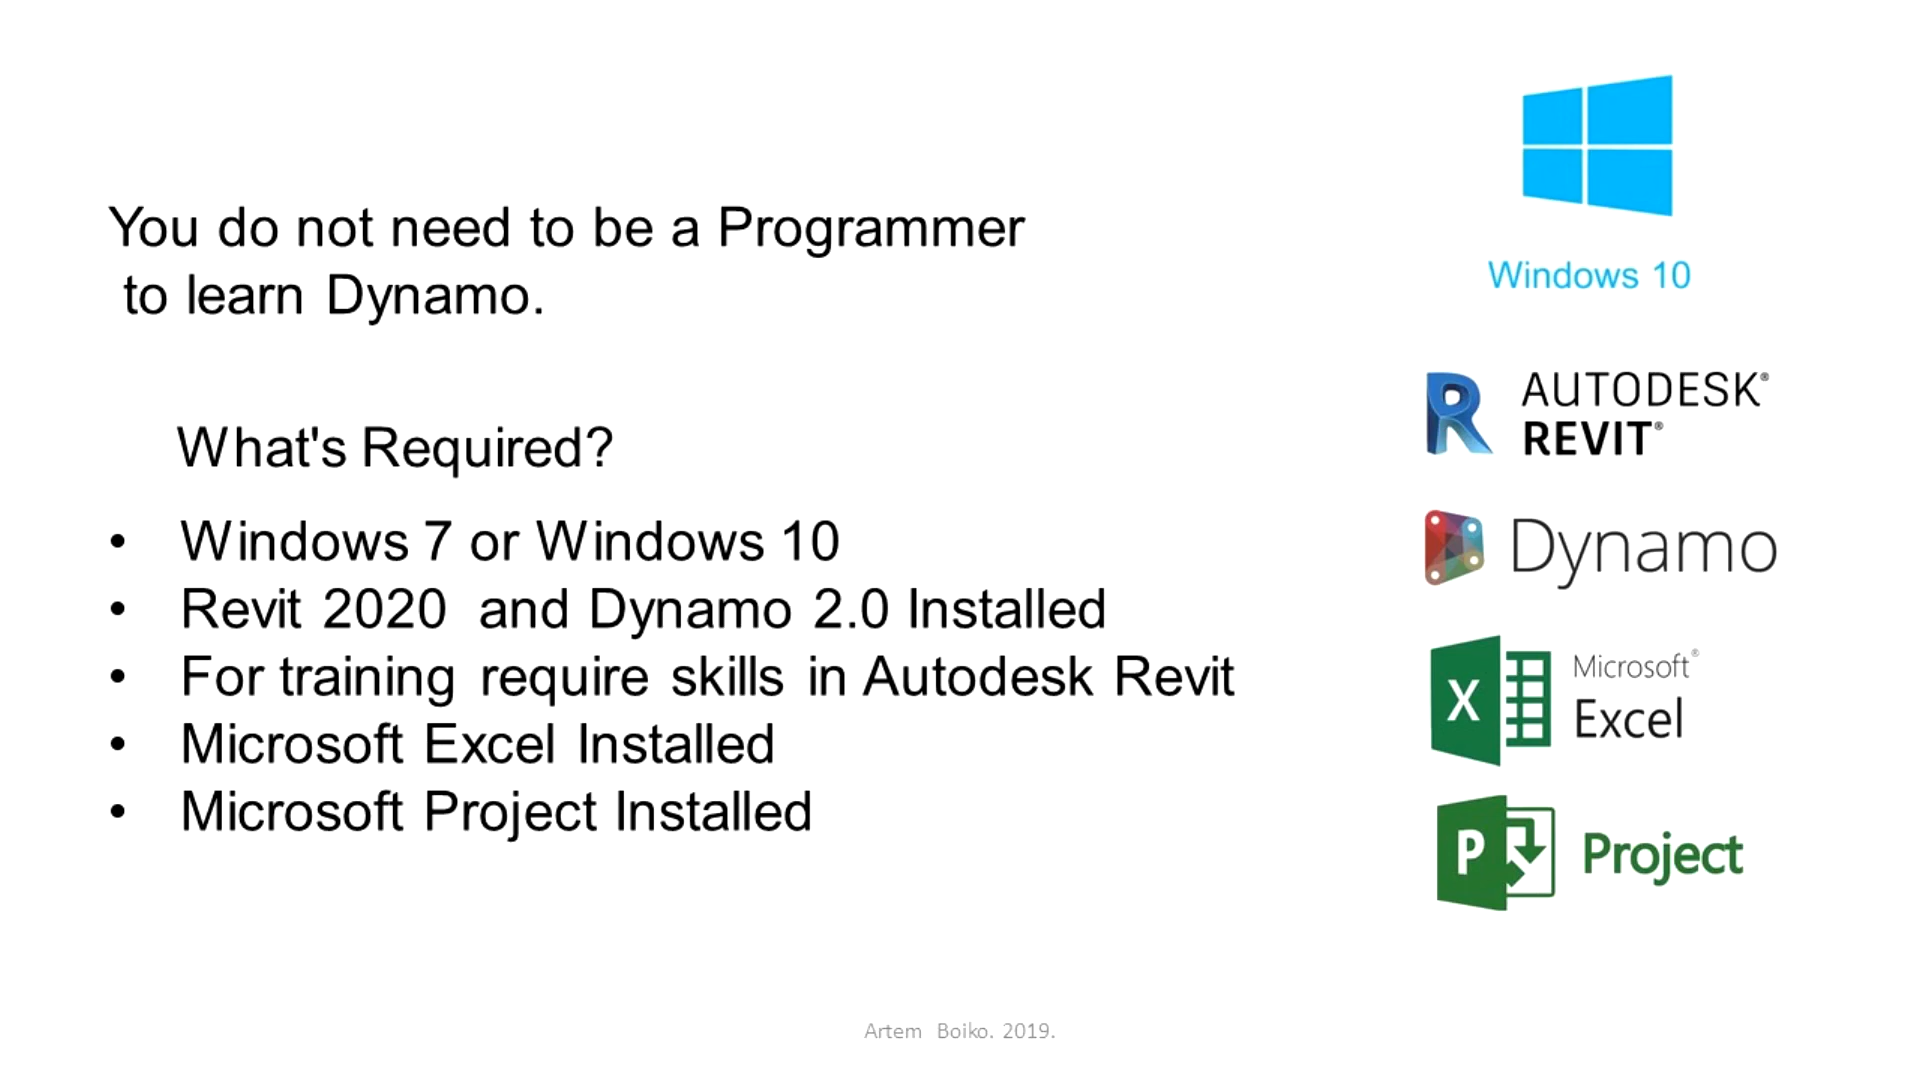 You do not need to be a Programmer
to learn Dynamo.
What's Required?
• Windows 7 or Windows 10
• Revit 2020 and Dynamo 2.0 Installed
• For training require skills in Autodesk Revit
• Microsoft Excel Installed
• Microsoft Project Installed
Windows 10
R AUTODESK®
REVIT®
Dynamo
X Microsoft®
Excel
P Project
Artem Boiko. 2019.